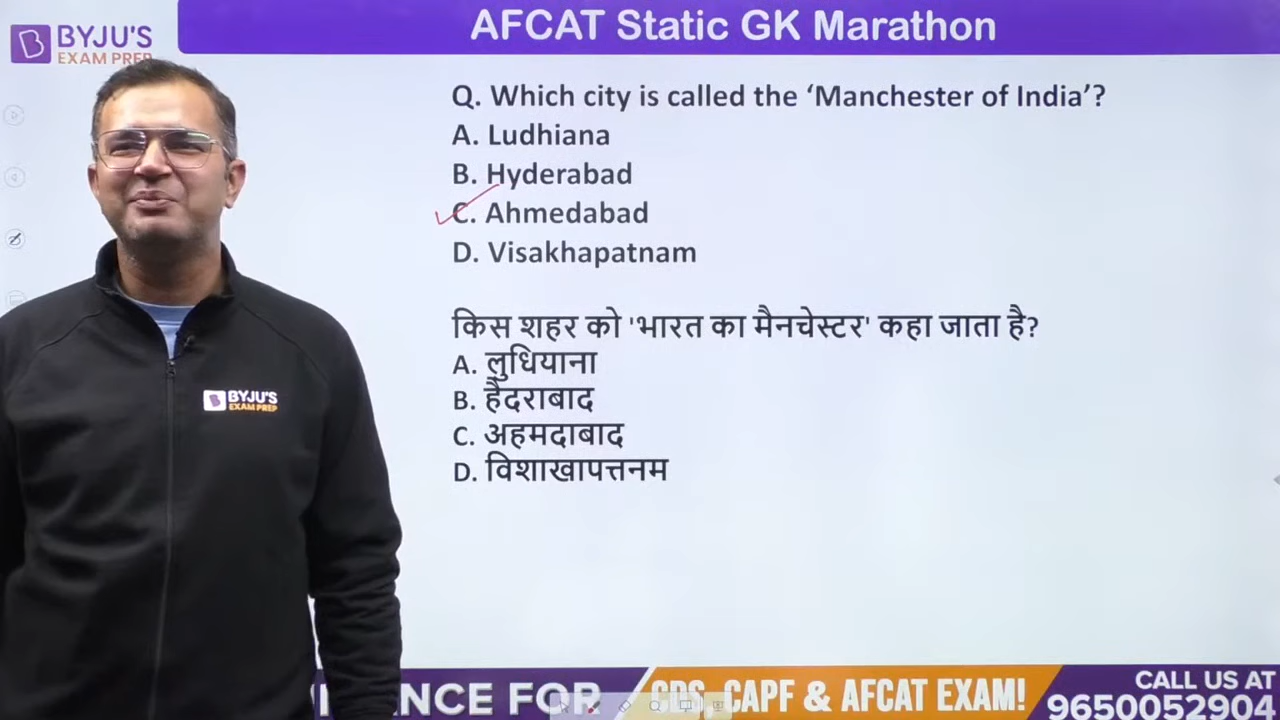 AFCAT Static GK Marathon
BYJU'S
EXAM PREP
Q. Which city is called the ‘Manchester of India’?
A. Ludhiana
B. Hyderabad
C. Ahmedabad
D. Visakhapatnam
किस शहर को 'भारत का मैनचेस्टर' कहा जाता है?
A. लुधियाना
B. हैदराबाद
C. अहमदाबाद
D. विशाखापत्तनम
BYJU'S
EXAM PREP
FOR
CDS, CAPF & AFCAT EXAM!
CALL US AT
9650052904